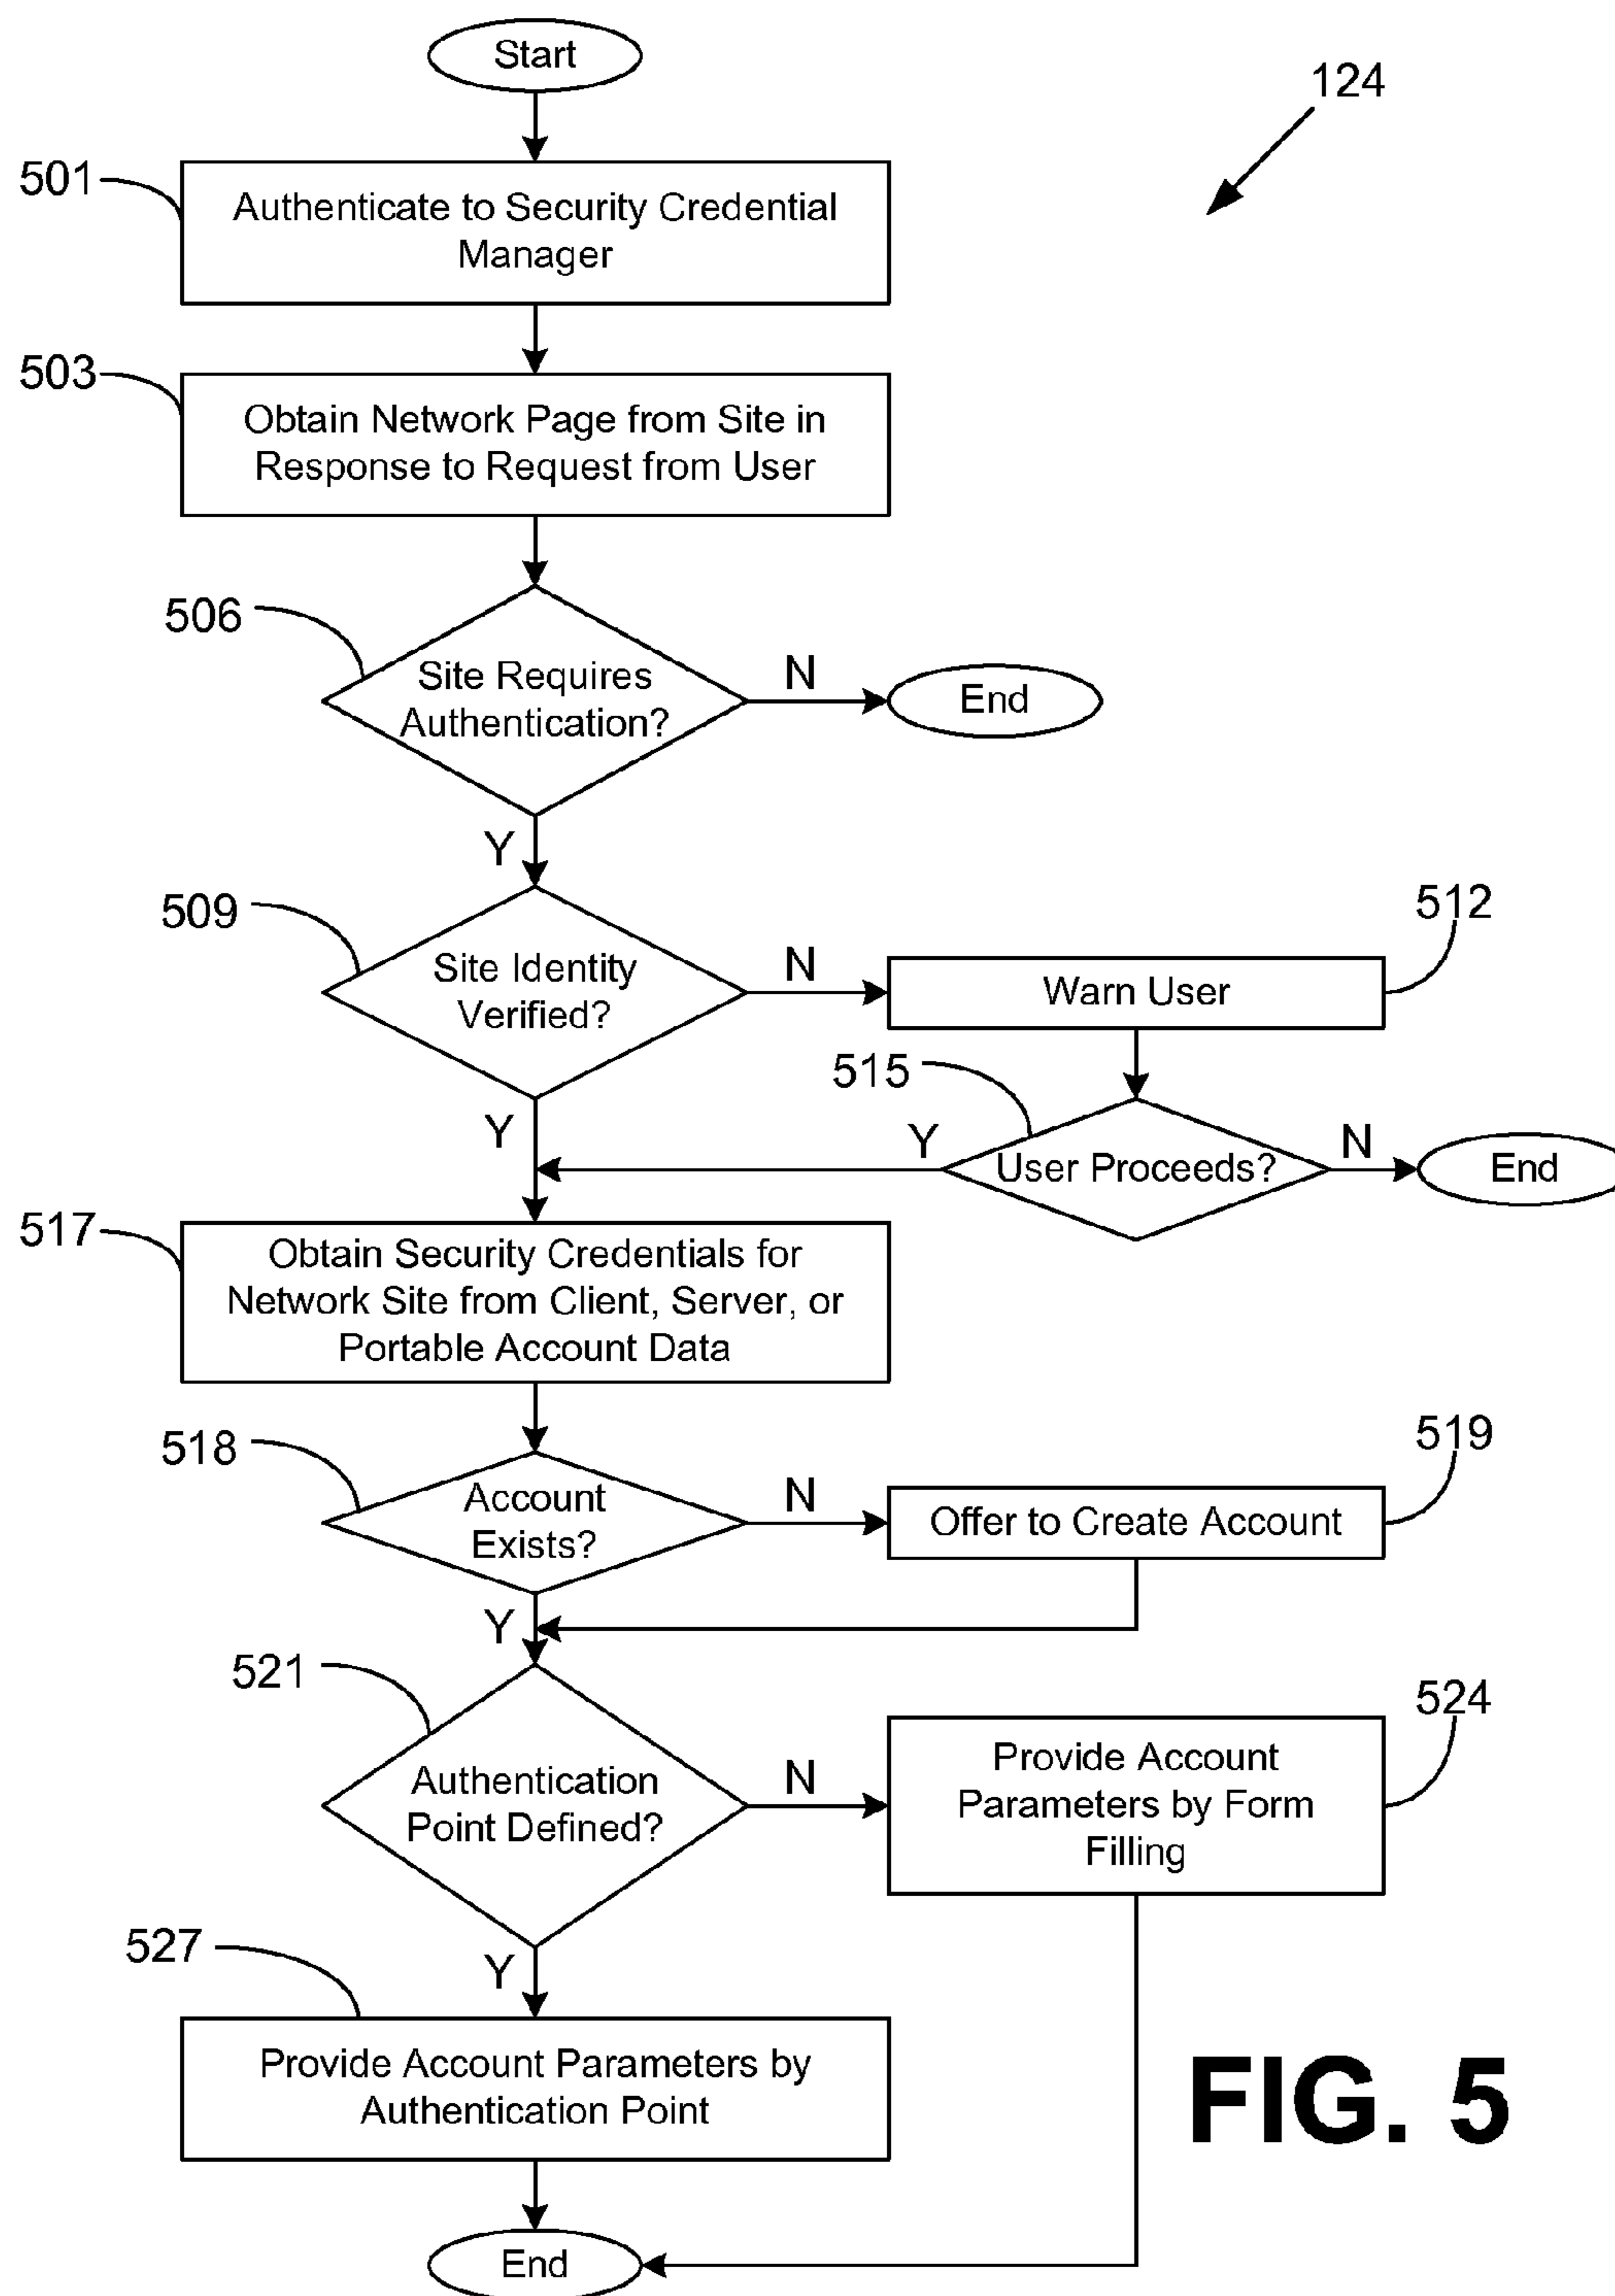 Start
124
501
Authenticate to Security Credential
Manager
503
Obtain Network Page from Site in
Response to Request from User
506
Site Requires
Authentication?
N
End
Y
509
Site Identity
Verified?
N
512
Warn User
515
Y
Y
User Proceeds?
N
End
517
Obtain Security Credentials for
Network Site from Client, Server, or
Portable Account Data
518
Account
Exists?
N
519
Offer to Create Account
Y
521
Authentication
Point Defined?
N
524
Provide Account
Parameters by Form
Filling
527
Y
Provide Account Parameters by
Authentication Point
FIG. 5
End